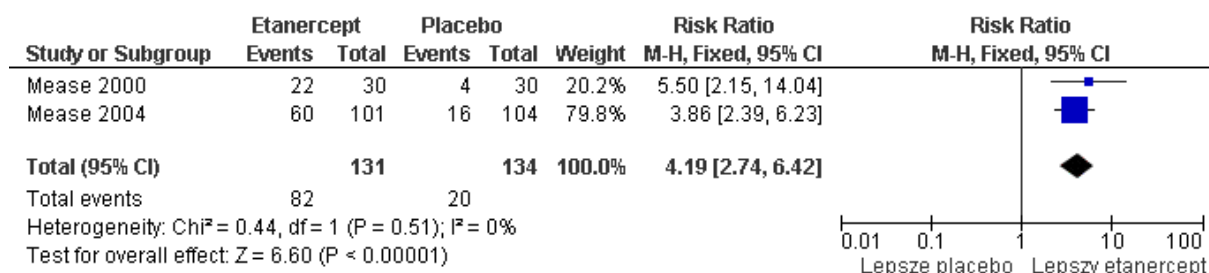 Etanercept Placebo Risk Ratio Risk Ratio
Study or Subgroup Events Total Events Total Weight M-H, Fixed, 95% CI M-H, Fixed, 95% CI
Mease 2000 22 30 4 30 20.2% 5.50 [2.15, 14.04]
Mease 2004 60 101 16 104 79.8% 3.86 [2.39, 6.23]
Total (95% CI) 131 134 100.0% 4.19 [2.74, 6.42]
Total events 82 20
Heterogeneity: Chi² = 0.44, df = 1 (P = 0.51); I² = 0%
Test for overall effect: Z = 6.60 (P < 0.00001)
0.01 0.1 1 10 100
Lepsze placebo Lepszy etanercept